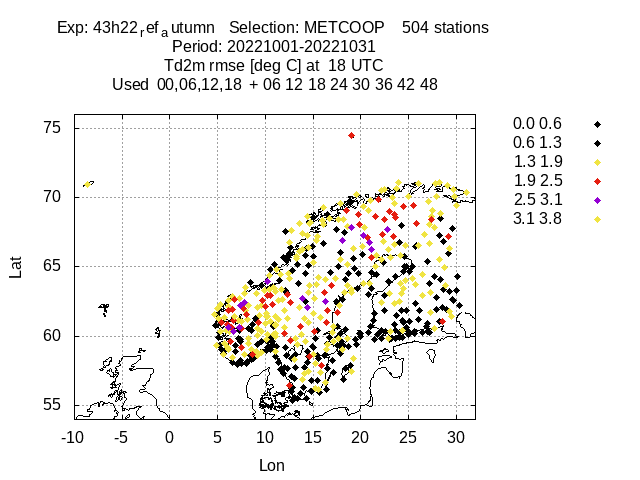 Exp: 43h22refautumn Selection: METCOOP 504 stations
Period: 20221001-20221031
Td2m rmse [deg C] at 18 UTC
Used 00,06,12,18 + 06 12 18 24 30 36 42 48
0.0 0.6
0.6 1.3
1.3 1.9
1.9 2.5
2.5 3.1
3.1 3.8
75
70
65
60
55
Lat
-10 -5 0 5 10 15 20 25 30
Lon